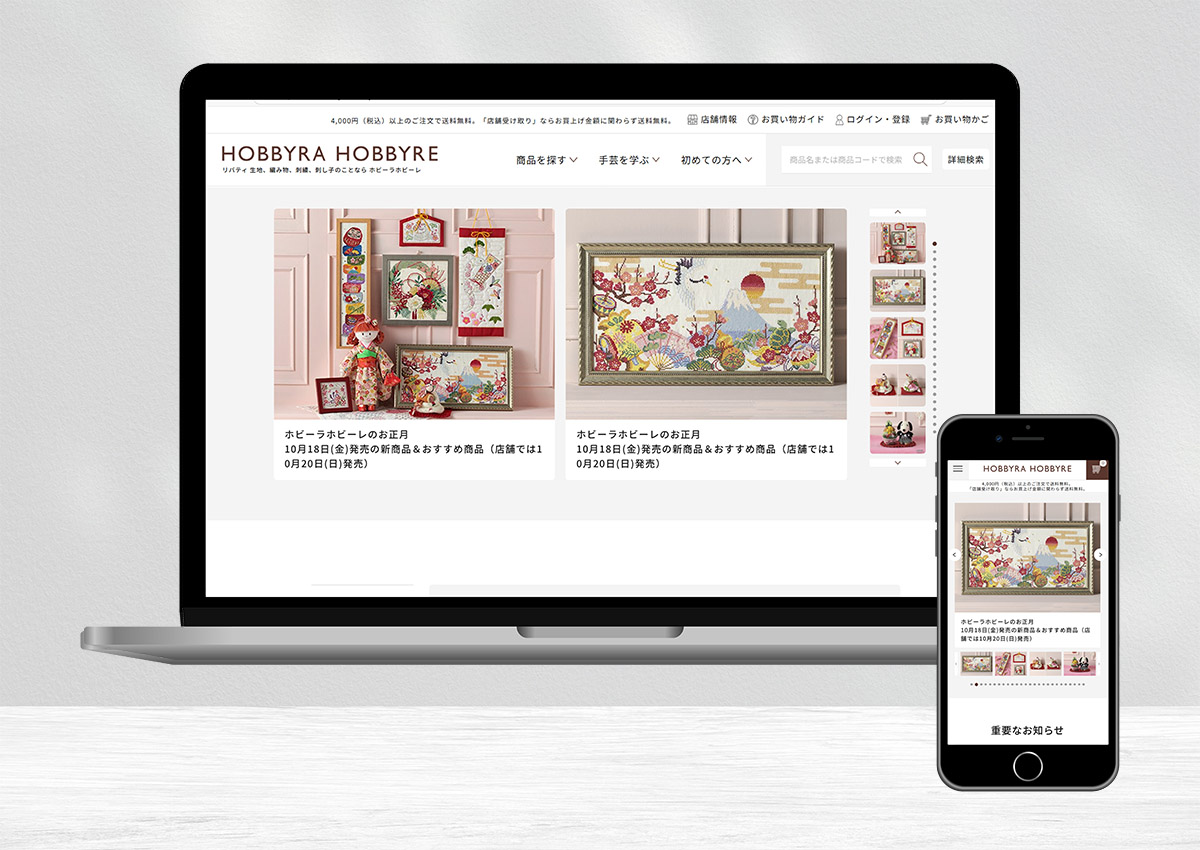 4,000円（税込）以上のご注文で送料無料。「店舗受け取り」ならお買上げ金額に関わらず送料無料。
店舗情報
お買い物ガイド
ログイン・登録
お買い物かご
HOBBYRA HOBBYRE
リバティ 生地、編み物、刺繍、刺し子のことなら ホビーラホビーレ
商品を探す
手芸を学ぶ
初めての方へ
商品名または商品コードで検索
詳細検索
ホビーラホビーレのお正月
10月18日(金)発売の新商品＆おすすめ商品（店舗では1
0月20日(日)発売）
ホビーラホビーレのお正月
10月18日(金)発売の新商品＆おすすめ商品（店舗では1
0月20日(日)発売）
HOBBYRA HOBBYRE
4,000円（税込）以上のご注文で送料無料。
「店舗受け取り」ならお買上げ金額に関わらず送料無料。
ホビーラホビーレのお正月
10月18日(金)発売の新商品＆おすすめ商品（店
舗では10月20日(日)発売）
重要なお知らせ